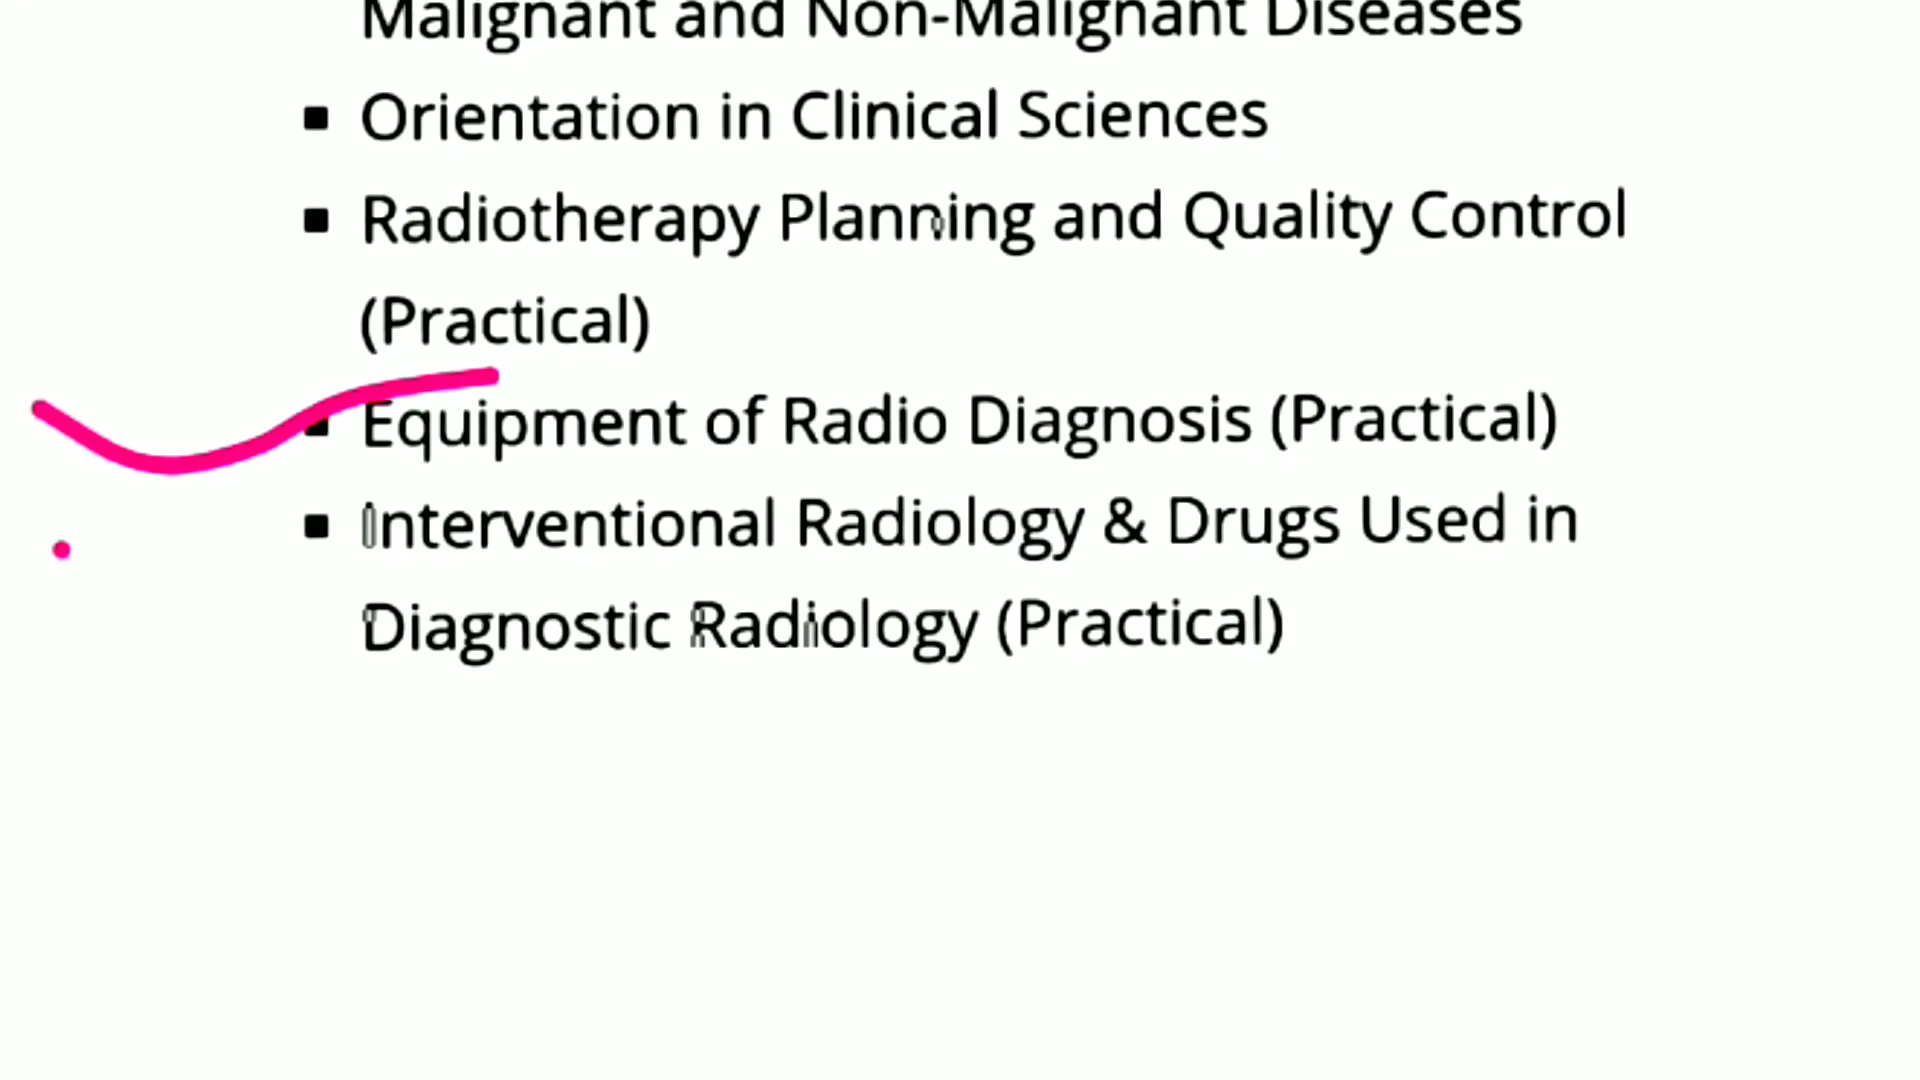 Malignant and Non-Malignant Diseases
▪ Orientation in Clinical Sciences
▪ Radiotherapy Planning and Quality Control
(Practical)
▪ Equipment of Radio Diagnosis (Practical)
▪ Interventional Radiology & Drugs Used in
Diagnostic Radiology (Practical)